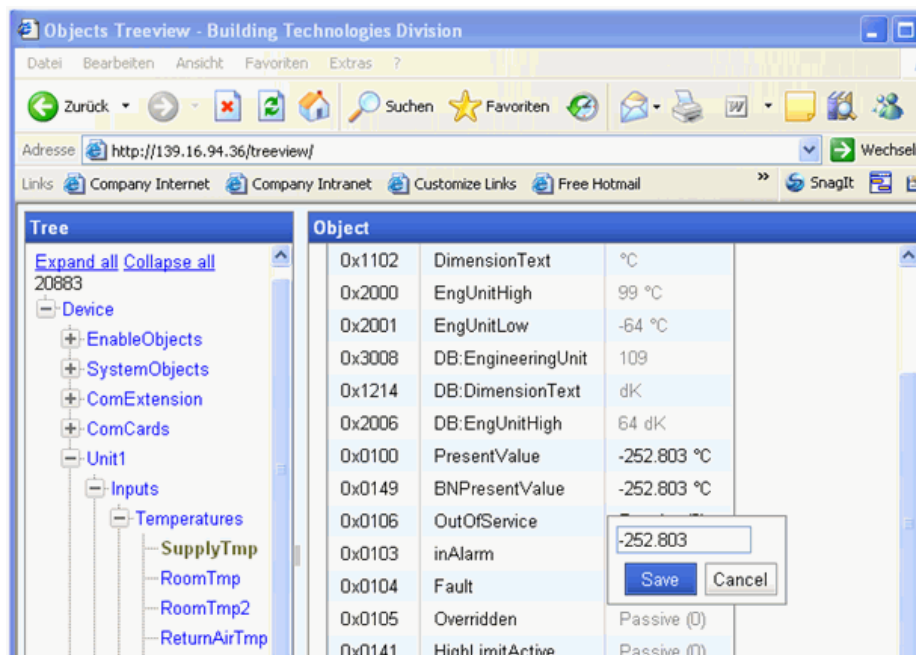 Objects Treeview - Building Technologies Division
Datei Bearbeiten Ansicht Favoriten Extras ?
Zurück Suchen Favoriten
Adresse http://139.16.94.36/treeview/ Wechsel
Links Company Internet Company Intranet Customize Links Free Hotmail » SnagIt
Tree
Expand all Collapse all
20883
Device
EnableObjects
SystemObjects
ComExtension
ComCards
Unit1
Inputs
Temperatures
SupplyTmp
RoomTmp
RoomTmp2
ReturnAirTmp
Object
0x1102 DimensionText °C
0x2000 EngUnitHigh 99 °C
0x2001 EngUnitLow -64 °C
0x3008 DB:EngineeringUnit 109
0x1214 DB:DimensionText dK
0x2006 DB:EngUnitHigh 64 dK
0x0100 PresentValue -252.803 °C
0x0149 BNPresentValue -252.803 °C
0x0106 OutOfService
0x0103 inAlarm
0x0104 Fault
0x0105 Overridden Passive (0)
0x0141 HighLimitActive Passive (0)
-252.803
Save Cancel